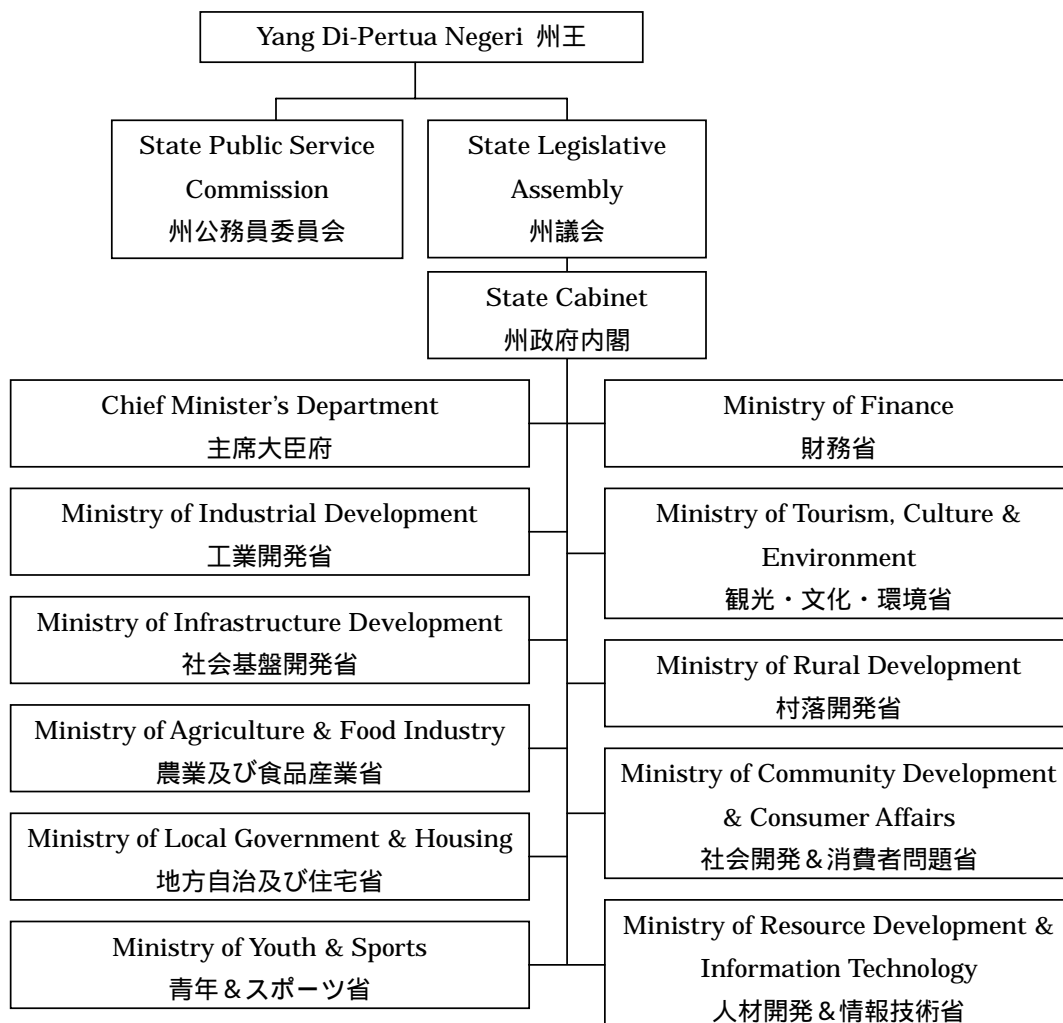 Yang Di-Pertua Negeri 州王
State Public Service
Commission
州公務員委員会
State Legislative
Assembly
州議会
State Cabinet
州政府内閣
Chief Minister's Department
主席大臣府
Ministry of Finance
財務省
Ministry of Industrial Development
工業開発省
Ministry of Tourism, Culture &
Environment
観光・文化・環境省
Ministry of Infrastructure Development
社会基盤開発省
Ministry of Rural Development
村落開発省
Ministry of Agriculture & Food Industry
農業及び食品産業省
Ministry of Community Development
& Consumer Affairs
社会開発＆消費者問題省
Ministry of Local Government & Housing
地方自治及び住宅省
Ministry of Youth & Sports
青年＆スポーツ省
Ministry of Resource Development &
Information Technology
人材開発＆情報技術省